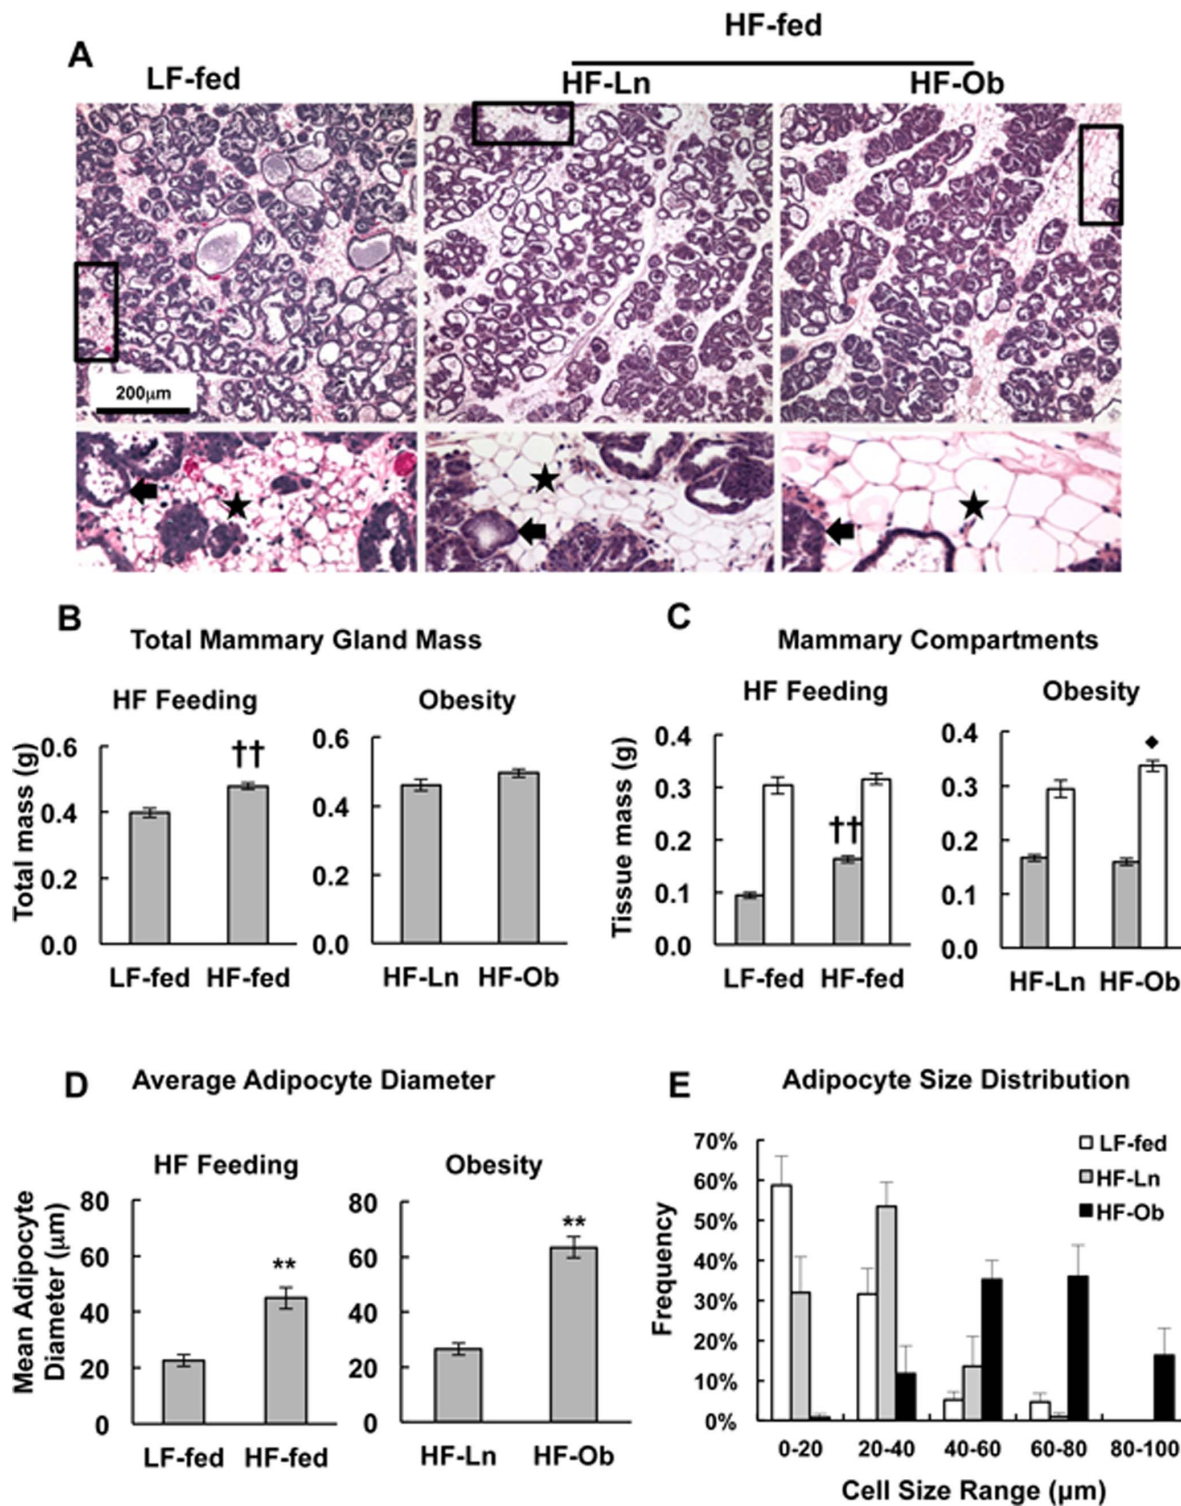 A
HF-fed
LF-fed
HF-Ln
HF-Ob
200µm
B
Total Mammary Gland Mass
HF Feeding
Obesity
Total mass (g)
0.6
0.4
0.2
0.0
††
LF-fed
HF-fed
0.6
0.4
0.2
0.0
HF-Ln
HF-Ob
C
Mammary Compartments
HF Feeding
Obesity
Tissue mass (g)
0.4
0.3
0.2
0.1
0.0
††
LF-fed
HF-fed
0.4
0.3
0.2
0.1
0.0
◆
HF-Ln
HF-Ob
D
Average Adipocyte Diameter
HF Feeding
Obesity
Mean Adipocyte
Diameter (µm)
80
60
40
20
0
**
LF-fed
HF-fed
80
60
40
20
0
**
HF-Ln
HF-Ob
E
Adipocyte Size Distribution
Frequency
70%
60%
50%
40%
30%
20%
10%
0%
LF-fed
HF-Ln
HF-Ob
0-20
20-40
40-60
60-80
80-100
Cell Size Range (µm)